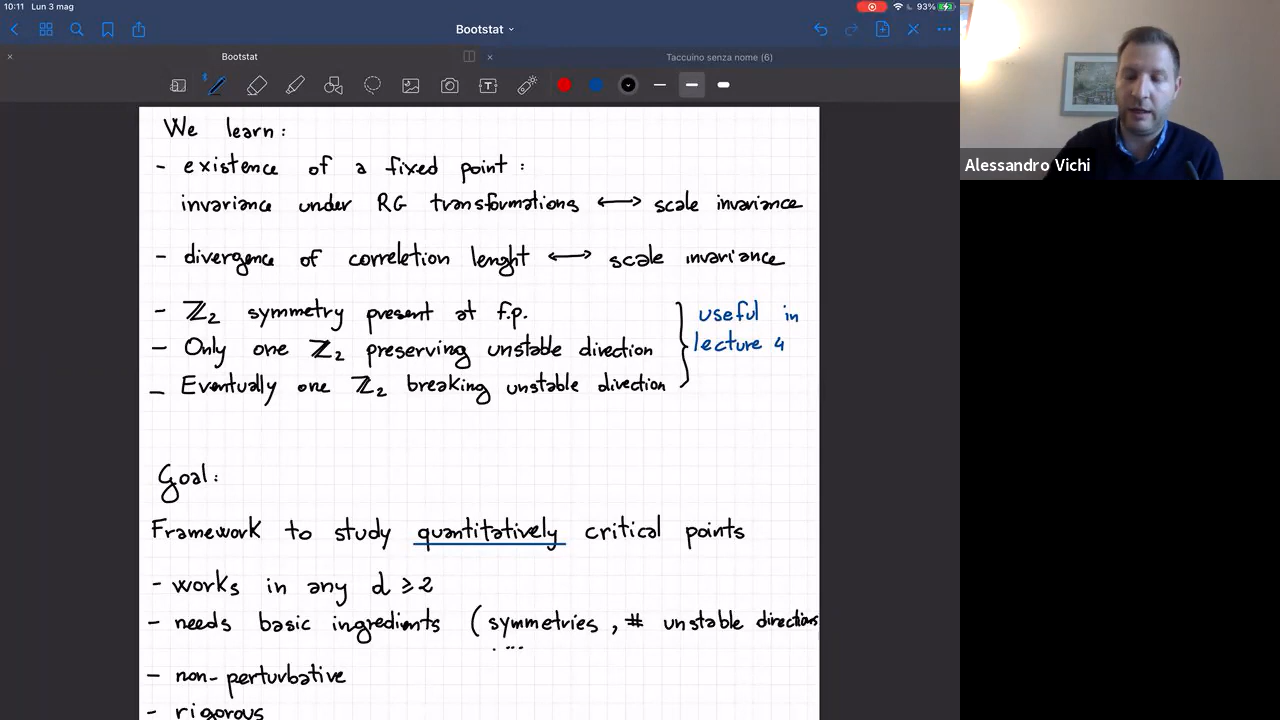 10:11 Lun 3 mag
93%
Bootstat
Bootstat
Taccuino senza nome (6)
Alessandro Vichi
We learn:
- existence of a fixed point :
invariance under RG transformations ⟷ scale invariance
- divergence of correletion lenght ⟷ scale invariance
- ℤ₂ symmetry present at f.p.
- Only one ℤ₂ preserving unstable direction
- Eventually one ℤ₂ breaking unstable direction
useful in
lecture 4
Goal:
Framework to study quantitatively critical points
- works in any d ⩾ 2
- needs basic ingredients (symmetries, # unstable directions
. ...
- non-perturbative
- rigorous